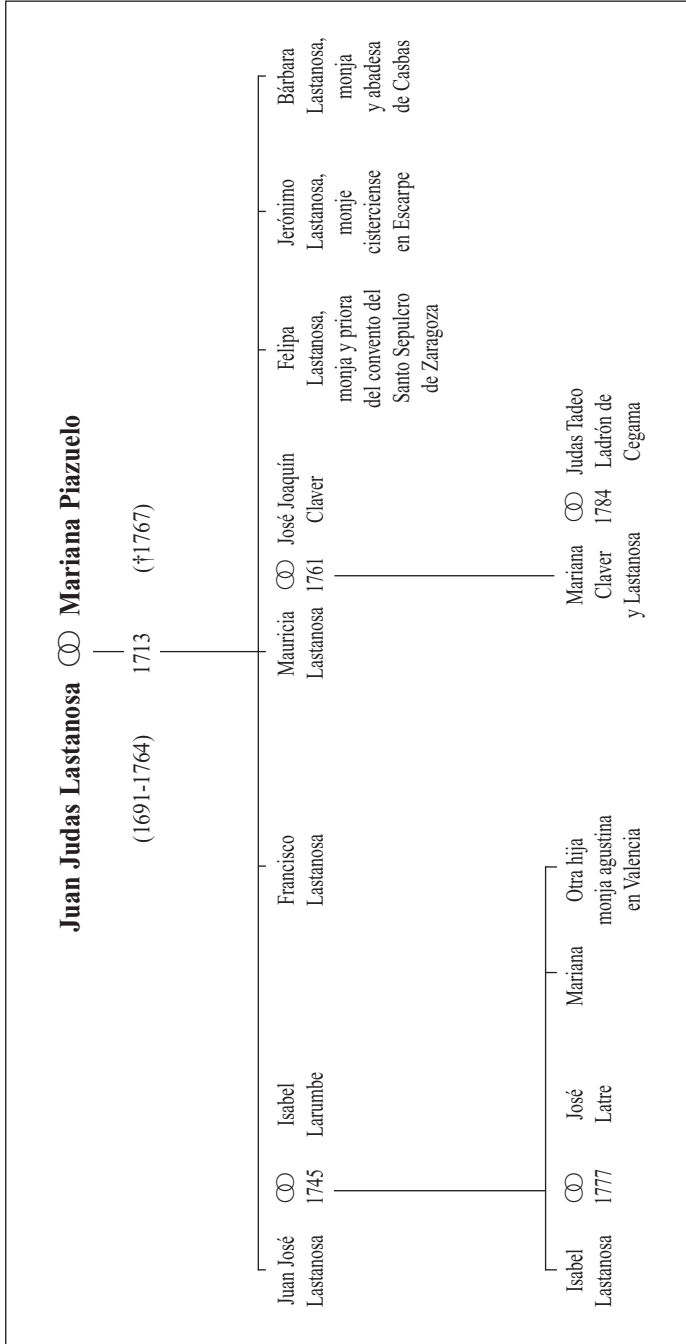 Juan Judas Lastanosa Mariana Piazuelo
(1691-1764) 1713 (†1767)
Juan José
Lastanosa
1745
Isabel
Larumbe
Francisco
Lastanosa
Mauricia
Lastanosa
1761
José Joaquín
Claver
Felipa
Lastanosa,
monja y priora
del convento del
Santo Sepulcro
de Zaragoza
Jerónimo
Lastanosa,
monje
cisterciense
en Escarpe
Bárbara
Lastanosa,
monja
y abadesa
de Casbas
Isabel
Lastanosa
1777
José
Latre
Mariana
Otra hija
monja agustina
en Valencia
Mariana
Claver
y Lastanosa
1784
Judas Tadeo
Ladrón de
Cegama